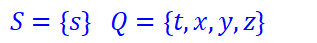 S = {s} Q = {t, x, y, z}